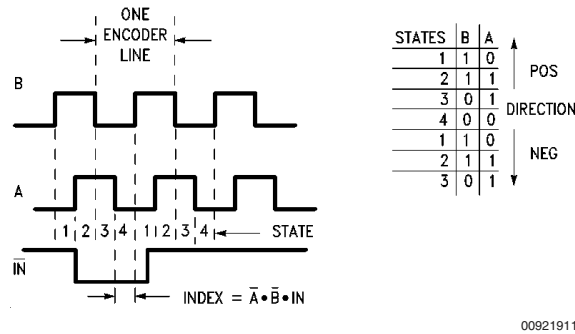 ONE
ENCODER
LINE
B
A
1 2 3 4 1 2 3 4 STATE
IN
INDEX = A̅•B̅•IN
STATES B A
1 1 0
2 1 1
3 0 1
4 0 0
1 1 0
2 1 1
3 0 1
POS
DIRECTION
NEG
00921911